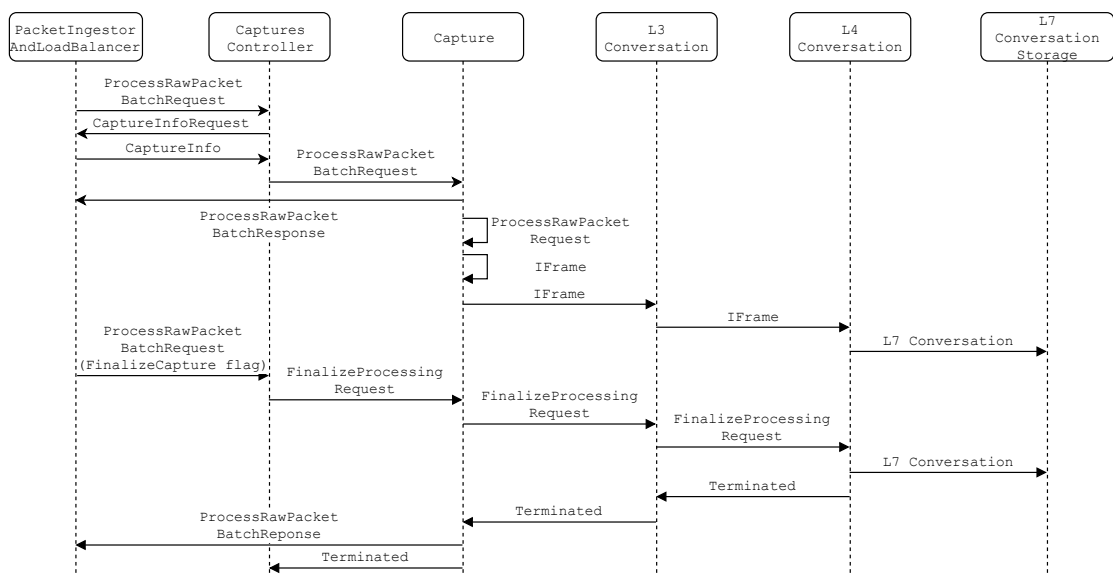 PacketIngestor
AndLoadBalancer
Captures
Controller
Capture
L3
Conversation
L4
Conversation
L7
Conversation
Storage
ProcessRawPacket
BatchRequest
CaptureInfoRequest
CaptureInfo
ProcessRawPacket
BatchRequest
ProcessRawPacket
BatchResponse
ProcessRawPacket
Request
IFrame
IFrame
IFrame
ProcessRawPacket
BatchRequest
(FinalizeCapture flag)
L7 Conversation
FinalizeProcessing
Request
FinalizeProcessing
Request
FinalizeProcessing
Request
L7 Conversation
Terminated
Terminated
ProcessRawPacket
BatchReponse
Terminated